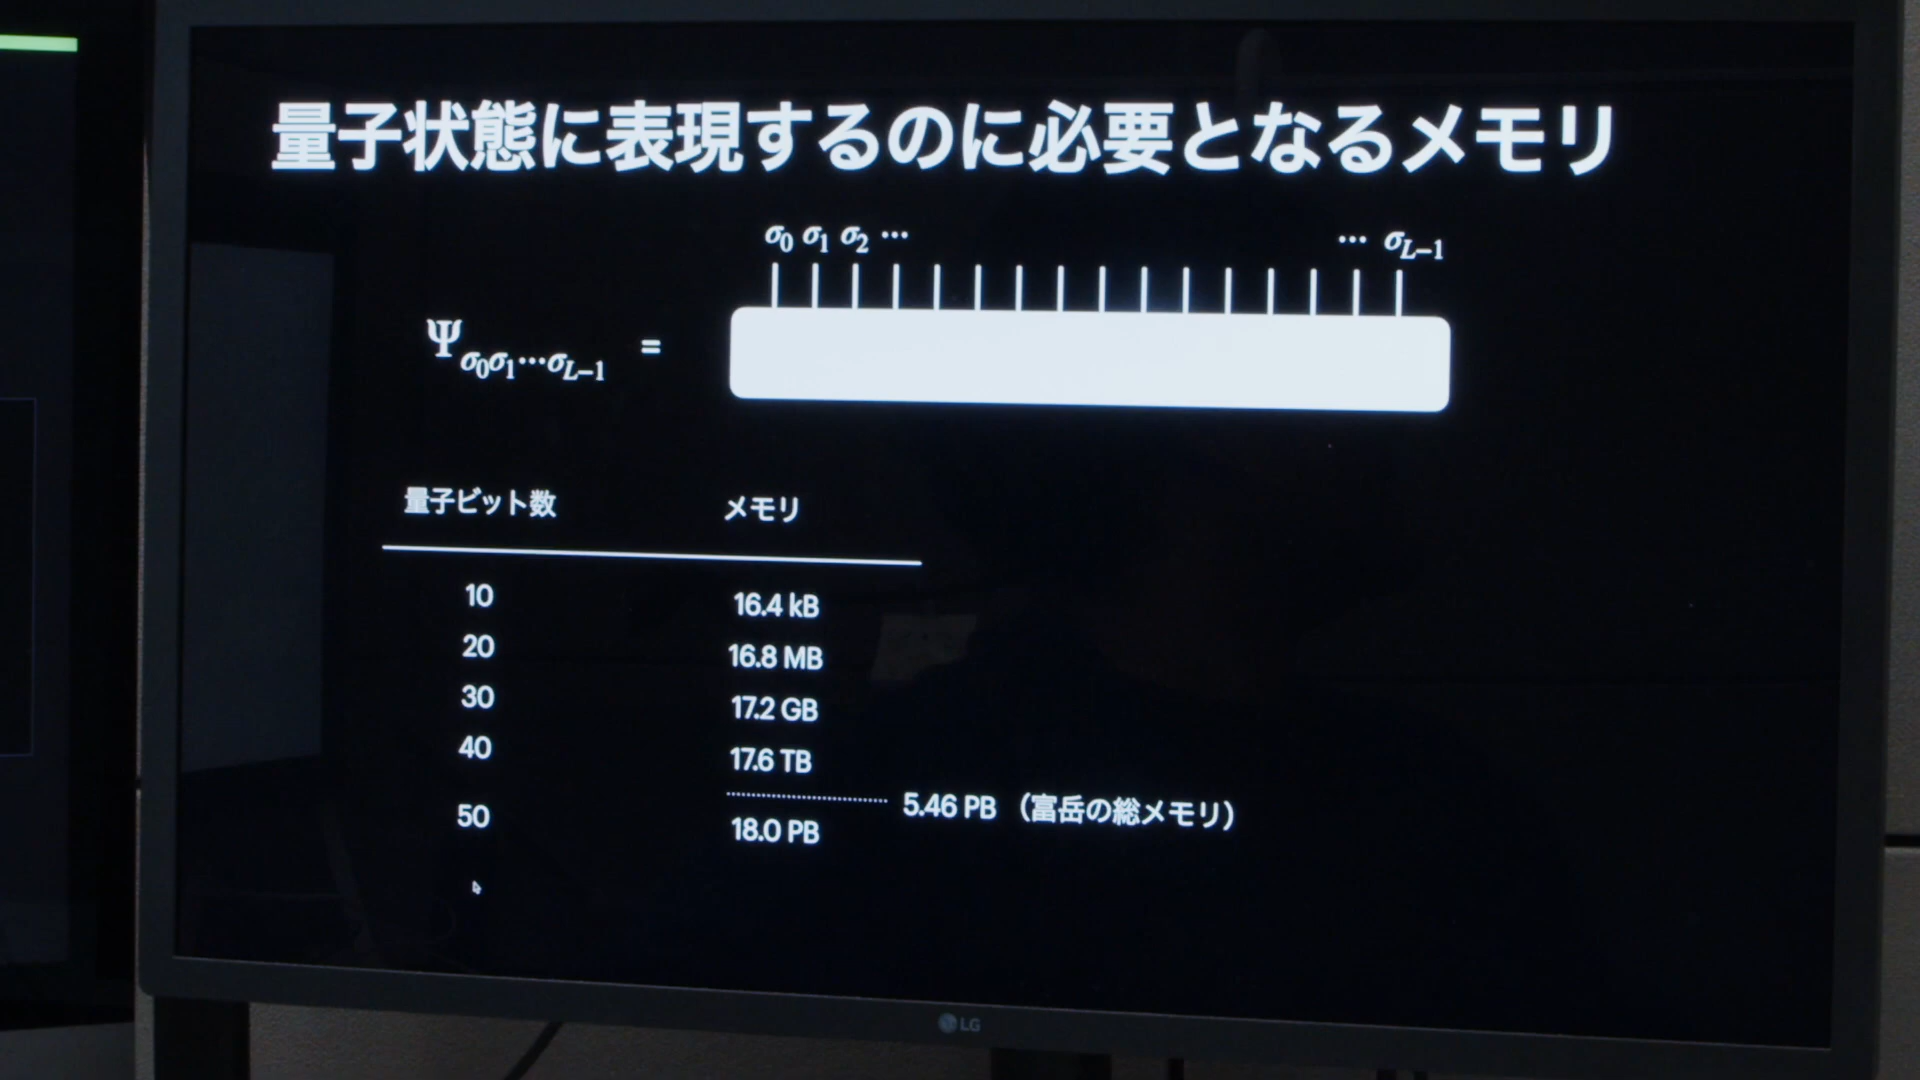 量子状態に表現するのに必要となるメモリ
σ0 σ1 σ2 ··· ··· σL−1
Ψσ0σ1···σL−1 =
量子ビット数 メモリ
10 16.4 kB
20 16.8 MB
30 17.2 GB
40 17.6 TB
5.46 PB （富岳の総メモリ）
50 18.0 PB
LG